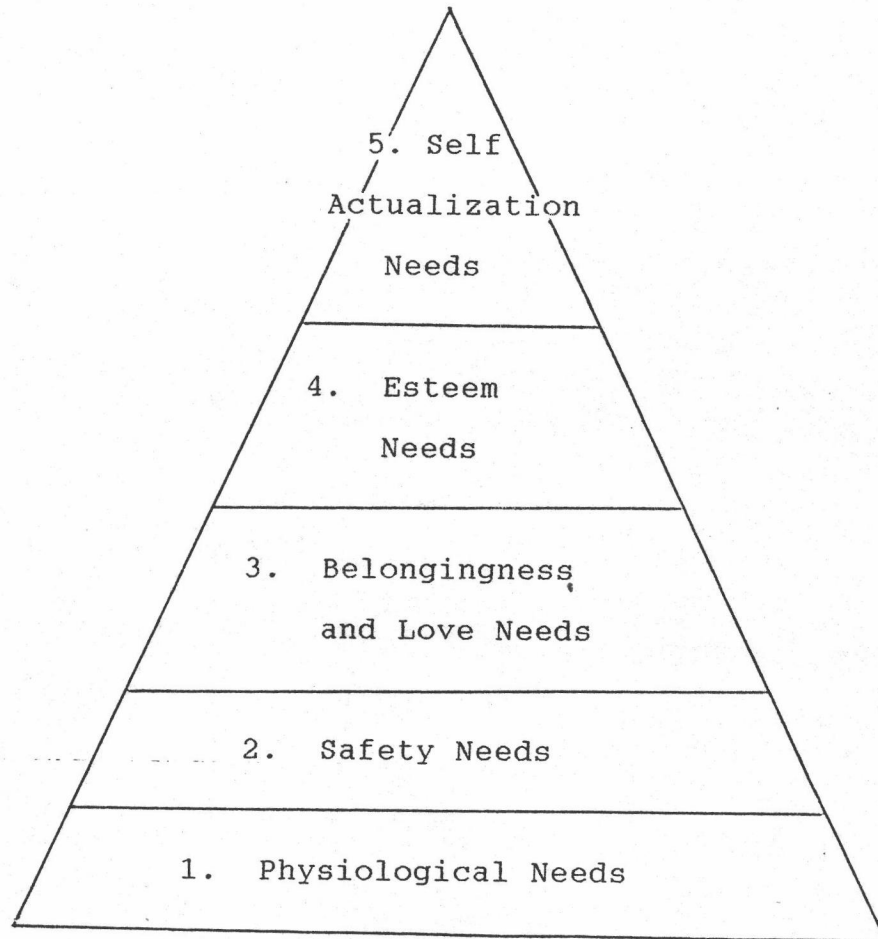 5. Self
Actualization
Needs
4. Esteem
Needs
3. Belongingness
and Love Needs
2. Safety Needs
1. Physiological Needs